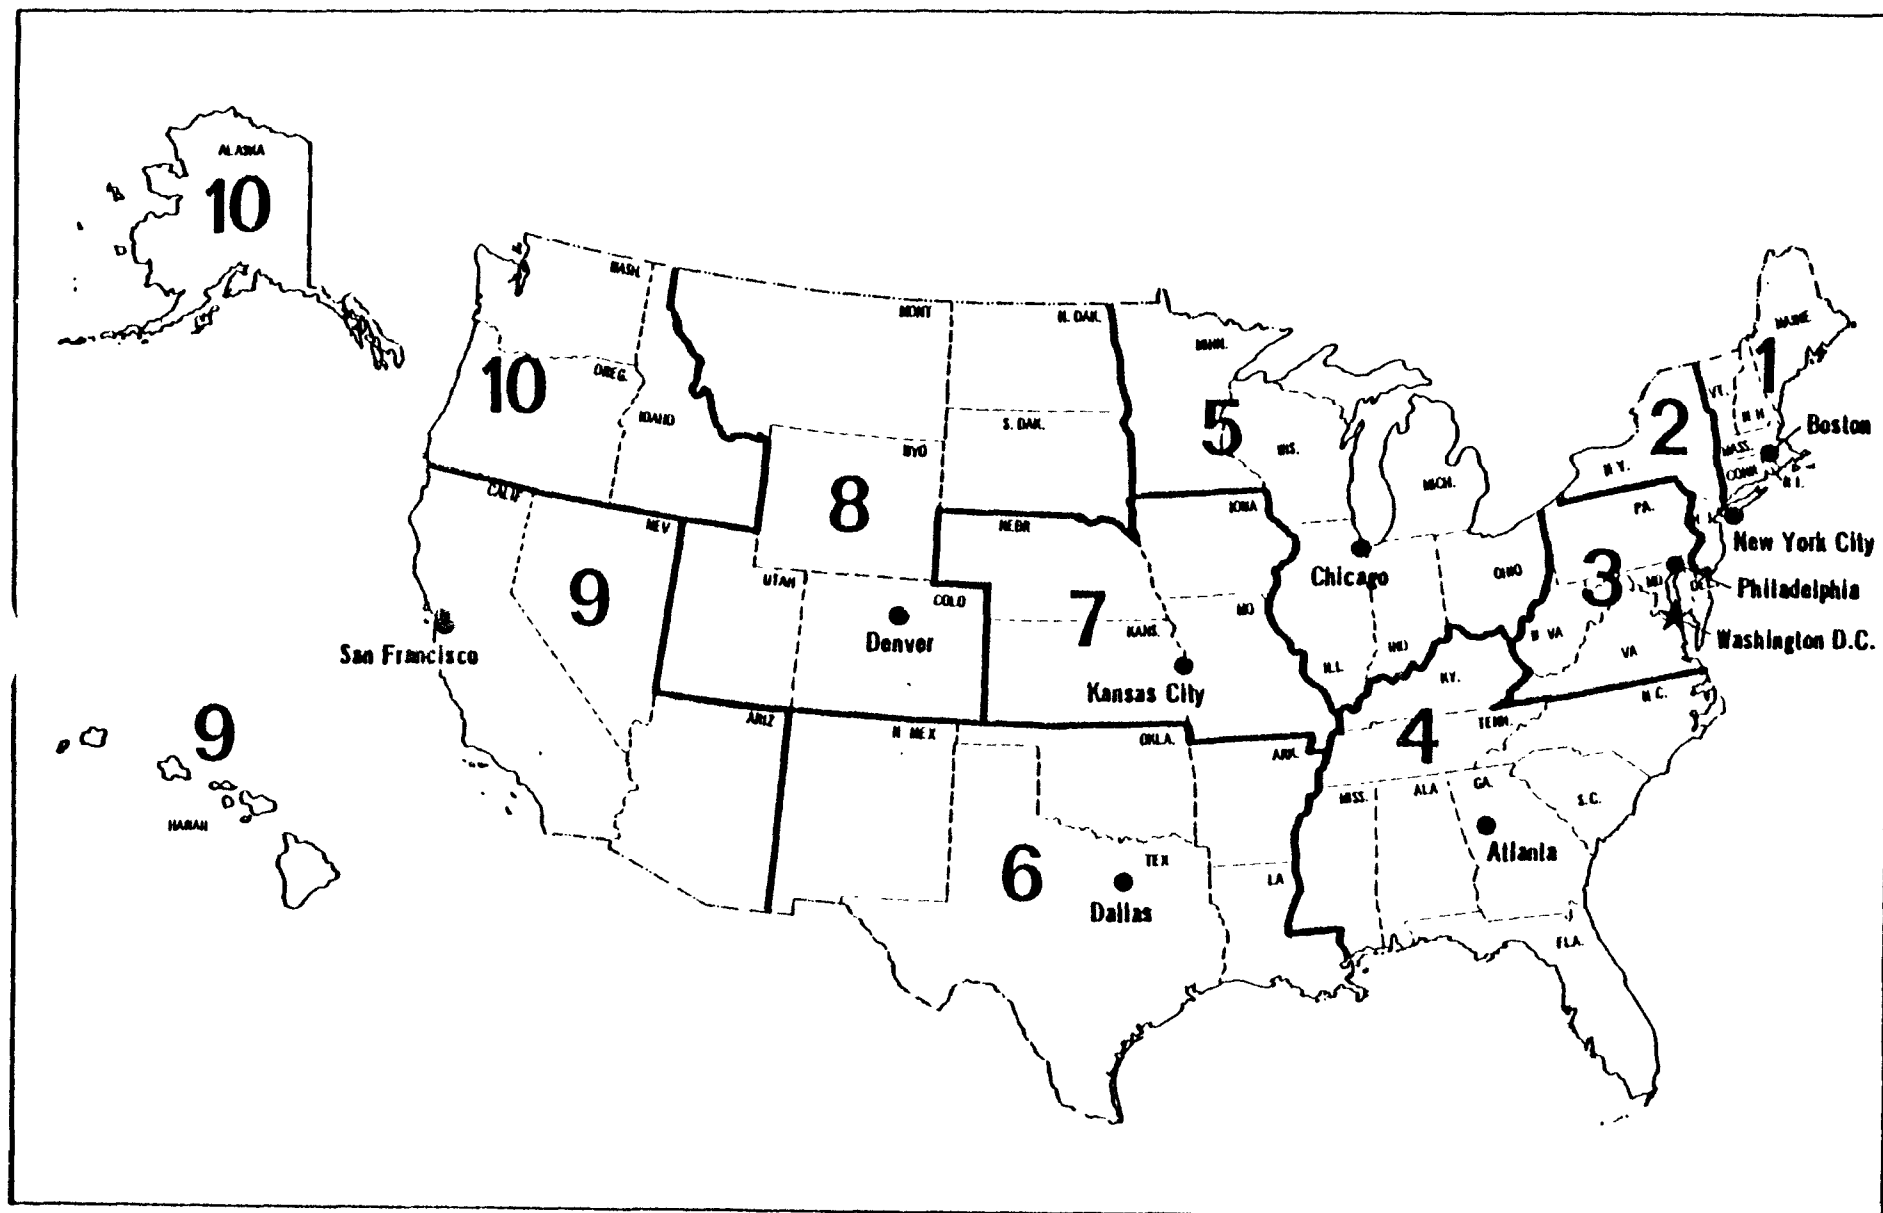 ALASKA
10
WASH.
MONT
N. DAK.
MINN.
MAINE
1
10
OREG.
IDAHO
S. DAK.
WYO
5
WIS.
MICH.
2
VT.
N H
Boston
MASS.
CONN
R.I.
N Y.
CALIF
NEV
8
NEBR
IOWA
PA.
New York City
9
UTAH
COLO
Denver
7
KANS.
MO
Chicago
OHIO
3
MD
DEL
Philadelphia
San Francisco
Kansas City
ILL
IND
W VA
VA
Washington D.C.
KY.
9
ARIZ
N MEX
OKLA.
ARK.
4
TENN.
N.C.
HAWAII
MISS.
ALA
GA.
S.C.
6
TEX
Dallas
LA
Atlanta
FLA.